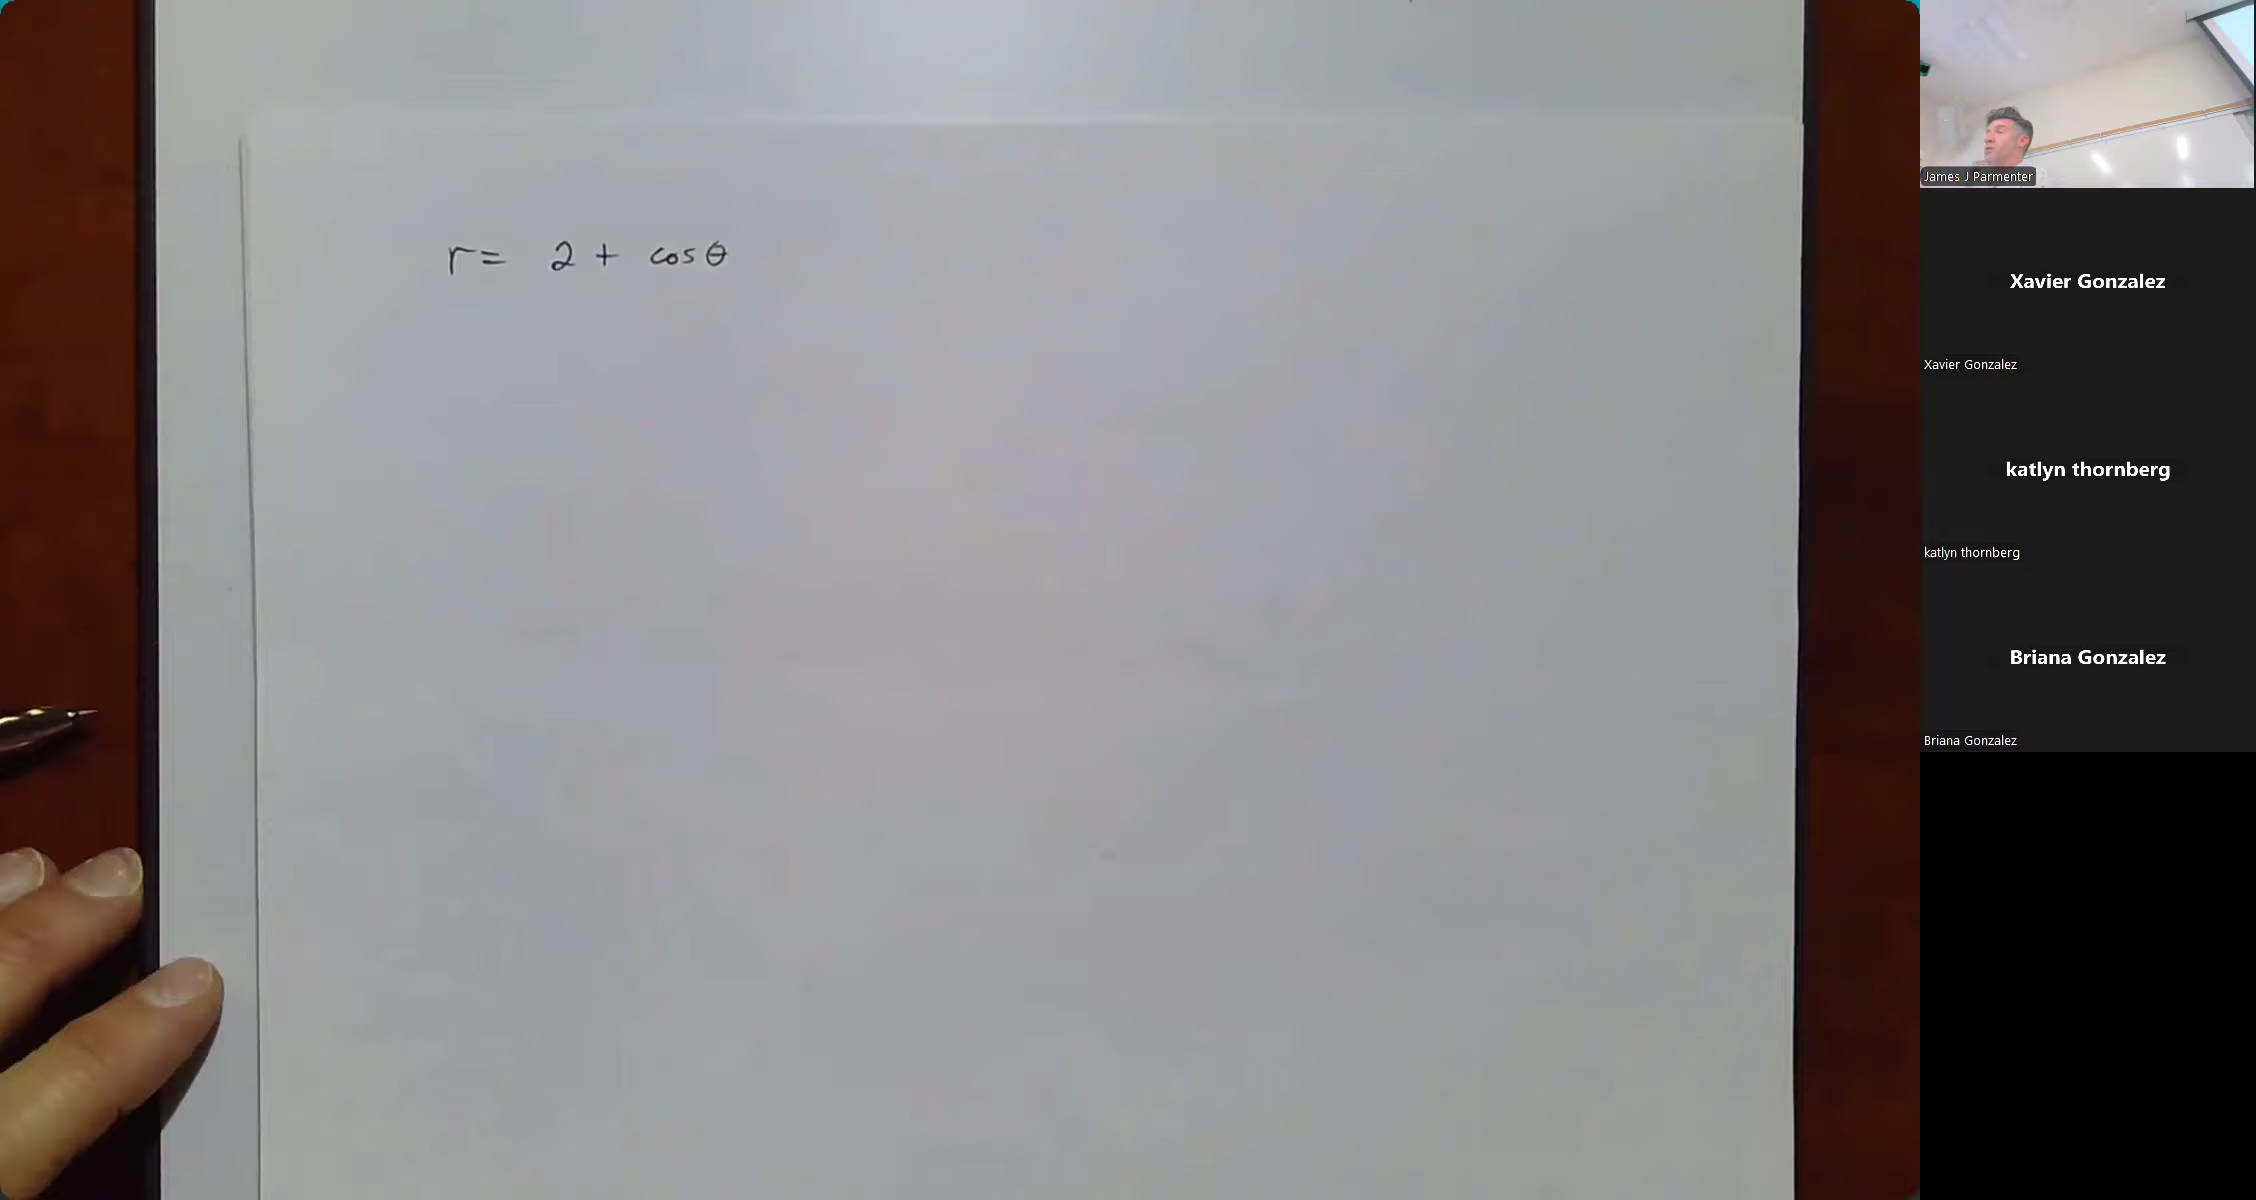 r = 2 + cos θ
James J Parmenter
Xavier Gonzalez
Xavier Gonzalez
katlyn thornberg
katlyn thornberg
Briana Gonzalez
Briana Gonzalez